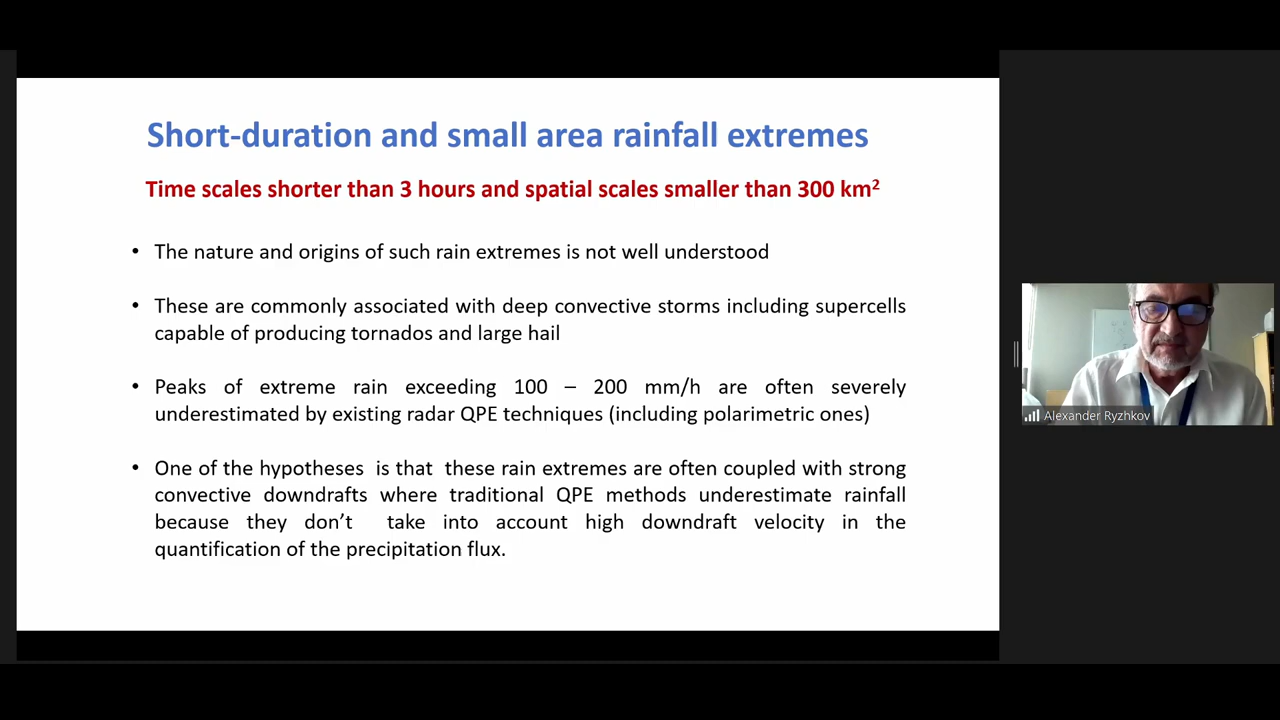 Short-duration and small area rainfall extremes
Time scales shorter than 3 hours and spatial scales smaller than 300 km²
• The nature and origins of such rain extremes is not well understood
• These are commonly associated with deep convective storms including supercells
capable of producing tornados and large hail
• Peaks of extreme rain exceeding 100 – 200 mm/h are often severely
underestimated by existing radar QPE techniques (including polarimetric ones)
• One of the hypotheses is that these rain extremes are often coupled with strong
convective downdrafts where traditional QPE methods underestimate rainfall
because they don’t take into account high downdraft velocity in the
quantification of the precipitation flux.
Alexander Ryzhkov